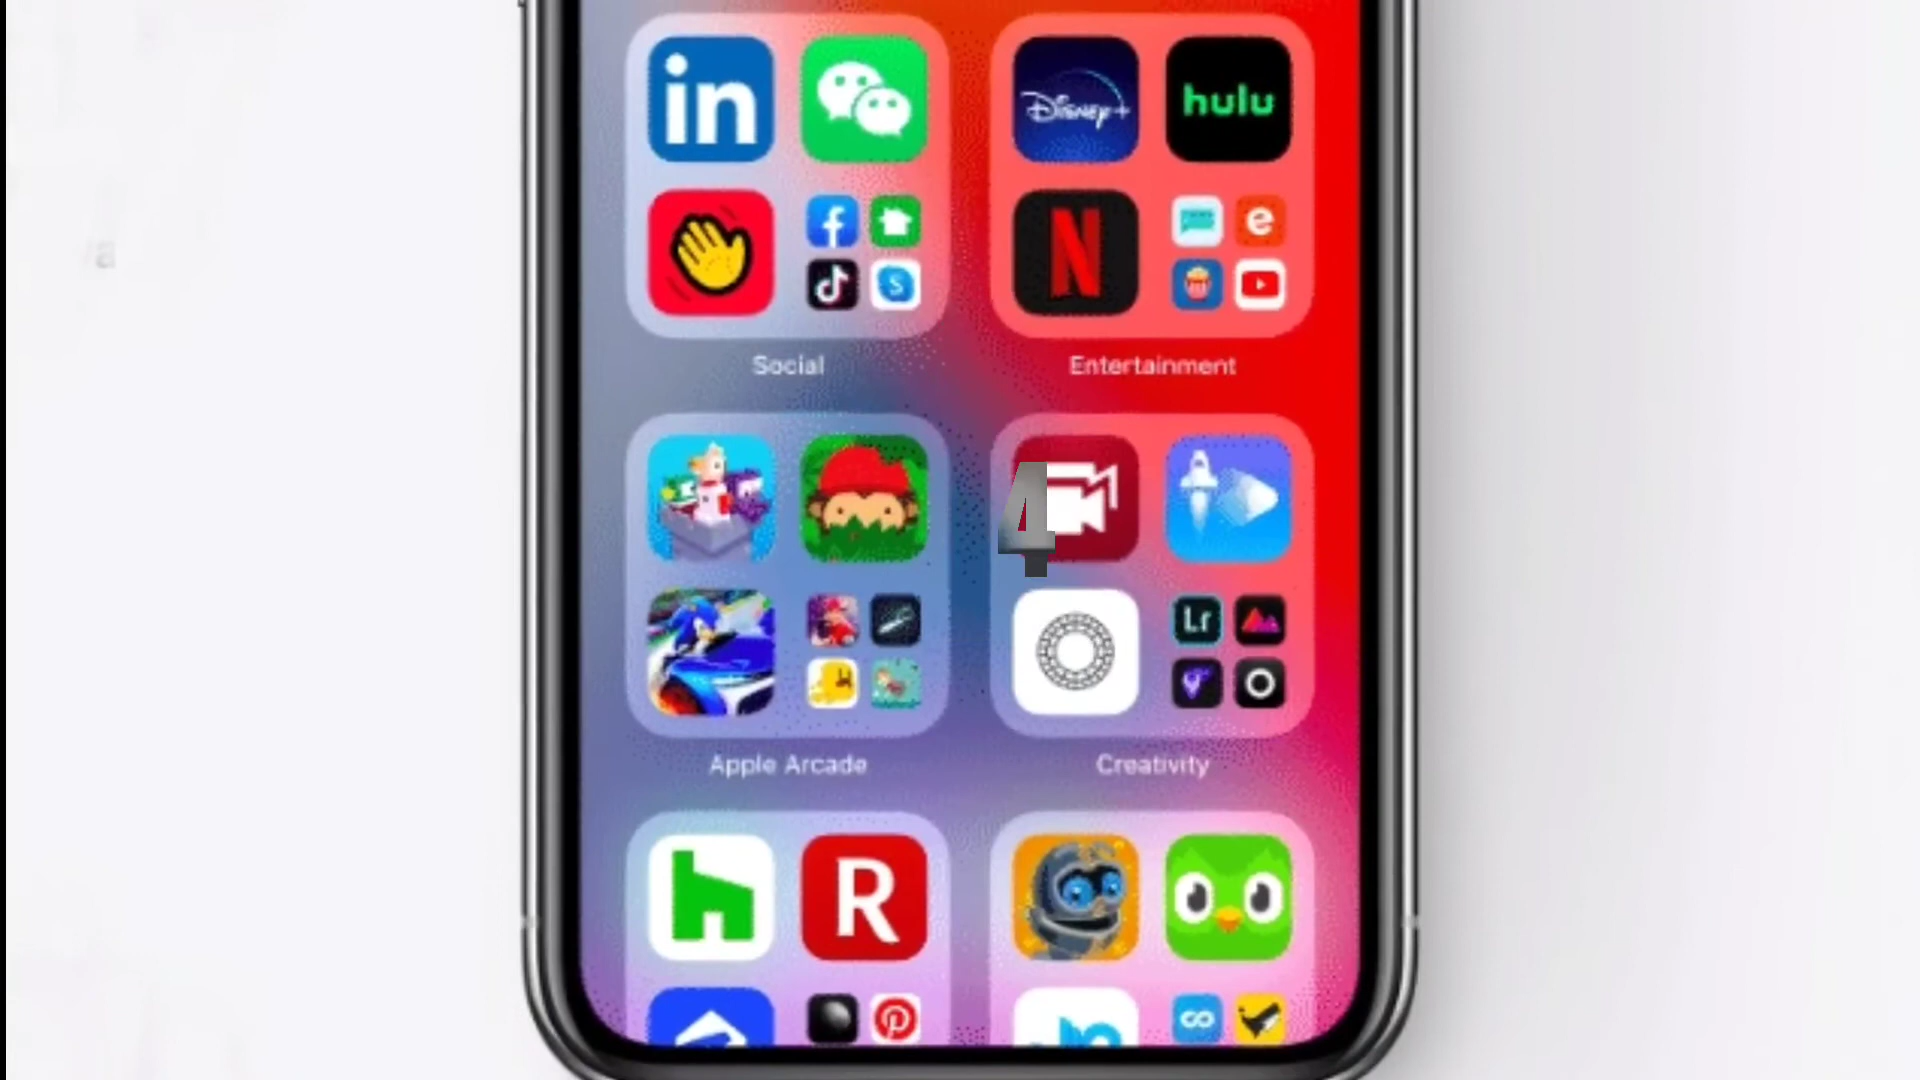 in
Disney+
hulu
N
e
S
Social
Entertainment
4
Lr
Apple Arcade
Creativity
R
a